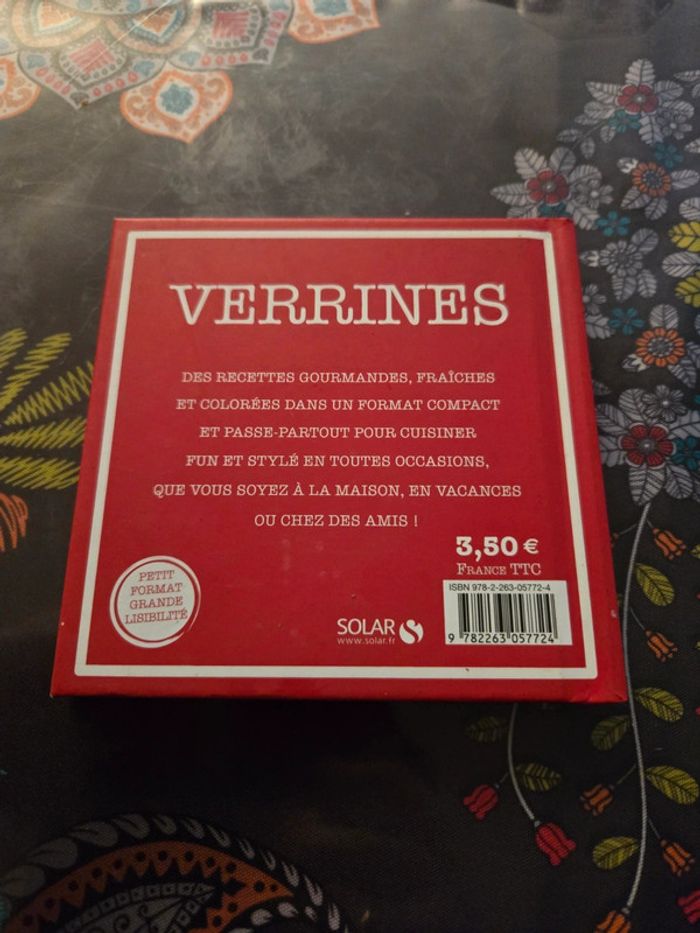 VERRINES
DES RECETTES GOURMANDES, FRAÎCHES
ET COLORÉES DANS UN FORMAT COMPACT
ET PASSE-PARTOUT POUR CUISINER
FUN ET STYLÉ EN TOUTES OCCASIONS,
QUE VOUS SOYEZ À LA MAISON, EN VACANCES
OU CHEZ DES AMIS !
3,50 €
FRANCE TTC
PETIT
FORMAT
GRANDE
LISIBILITÉ
SOLAR
www.solar.fr
ISBN 978-2-263-05772-4
9 782263 057724